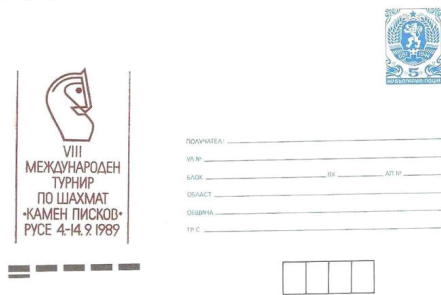 5
НР БЪЛГАРИЯ ПОЩА
VIII
МЕЖДУНАРОДЕН
ТУРНИР
ПО ШАХМАТ
•КАМЕН ПИСКОВ•
РУСЕ 4.-14.9. 1989
ПОЛУЧАТЕЛ:
УЛ №
БЛОК ВХ АП. №
ОБЛАСТ
ОБЩИНА
ГР. С.